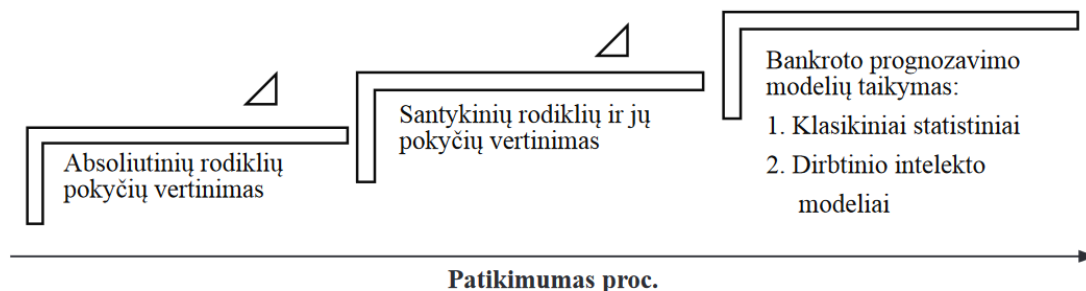 Absoliutinių rodiklių
pokyčių vertinimas
Santykinių rodiklių ir jų
pokyčių vertinimas
Bankroto prognozavimo
modelių taikymas:
1. Klasikiniai statistiniai
2. Dirbtinio intelekto
modeliai
Patikimumas proc.